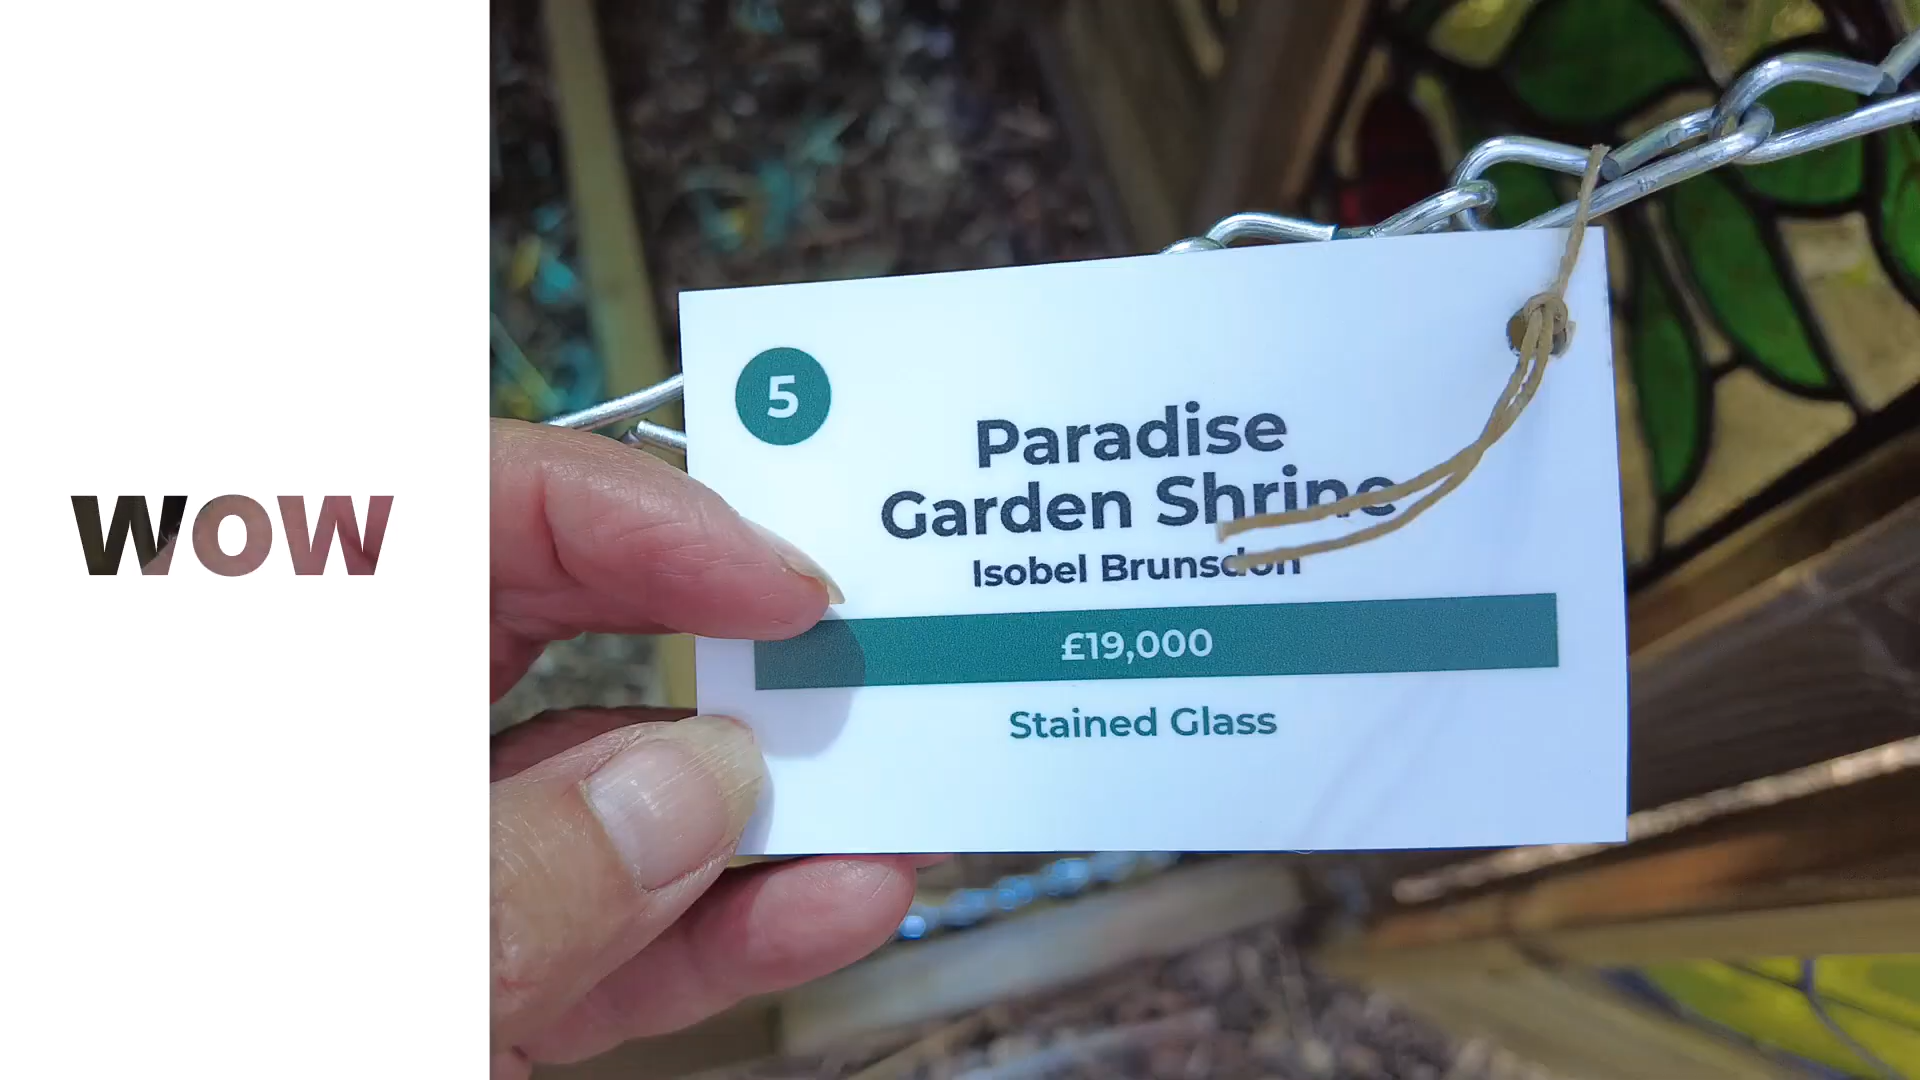 WOW
5
Paradise
Garden Shrine
Isobel Brunsdon
£19,000
Stained Glass